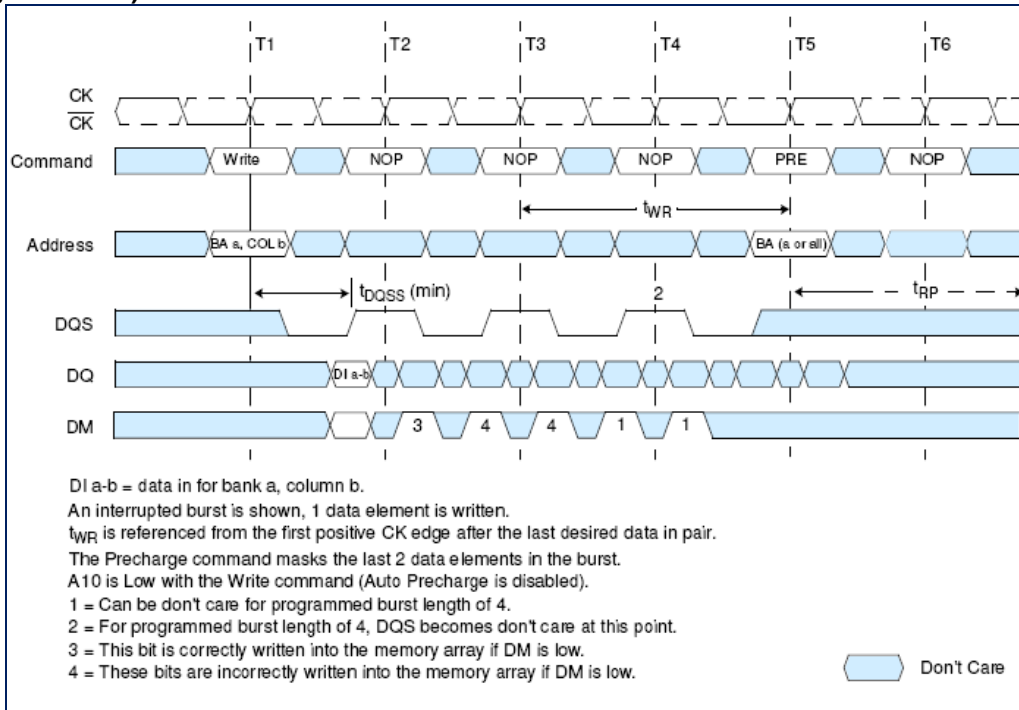 T1 T2 T3 T4 T5 T6
CK
CK
Command Write NOP NOP NOP PRE NOP
tWR
Address BA a, COL b BA (a or all)
tDQSS (min) 2 tRP
DQS
DQ DI a-b
DM 3 4 4 1 1
DI a-b = data in for bank a, column b.
An interrupted burst is shown, 1 data element is written.
tWR is referenced from the first positive CK edge after the last desired data in pair.
The Precharge command masks the last 2 data elements in the burst.
A10 is Low with the Write command (Auto Precharge is disabled).
1 = Can be don't care for programmed burst length of 4.
2 = For programmed burst length of 4, DQS becomes don't care at this point.
3 = This bit is correctly written into the memory array if DM is low.
4 = These bits are incorrectly written into the memory array if DM is low.
Don't Care